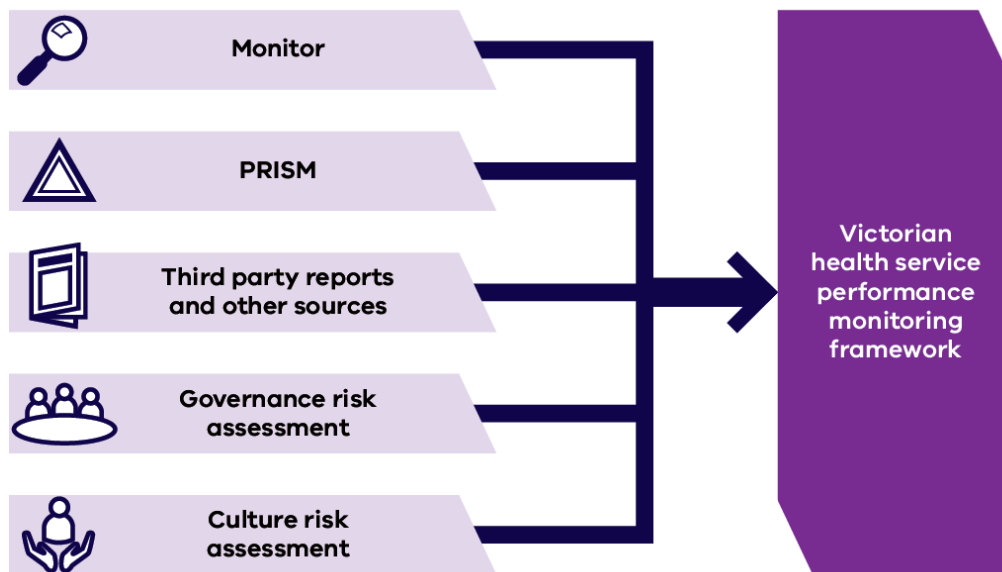 Monitor
PRISM
Third party reports
and other sources
Governance risk
assessment
Culture risk
assessment
Victorian
health service
performance
monitoring
framework